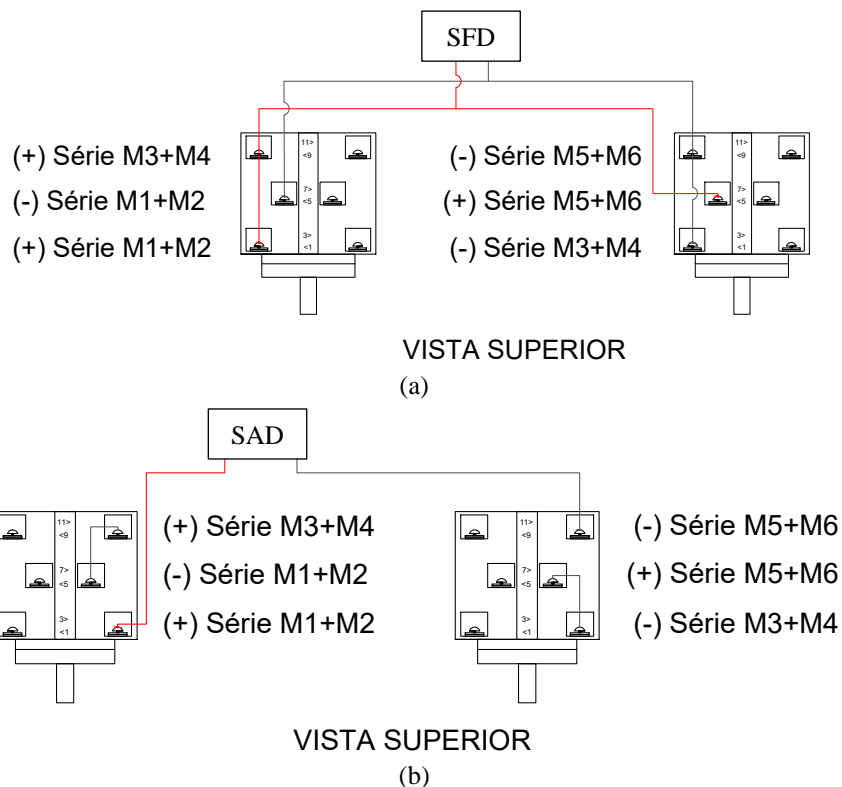 SFD
(+) Série M3+M4
(-) Série M1+M2
(+) Série M1+M2
11>
<9
7>
<5
3>
<1
(-) Série M5+M6
(+) Série M5+M6
(-) Série M3+M4
11>
<9
7>
<5
3>
<1
VISTA SUPERIOR
(a)
SAD
11>
<9
7>
<5
3>
<1
(+) Série M3+M4
(-) Série M1+M2
(+) Série M1+M2
11>
<9
7>
<5
3>
<1
(-) Série M5+M6
(+) Série M5+M6
(-) Série M3+M4
VISTA SUPERIOR
(b)